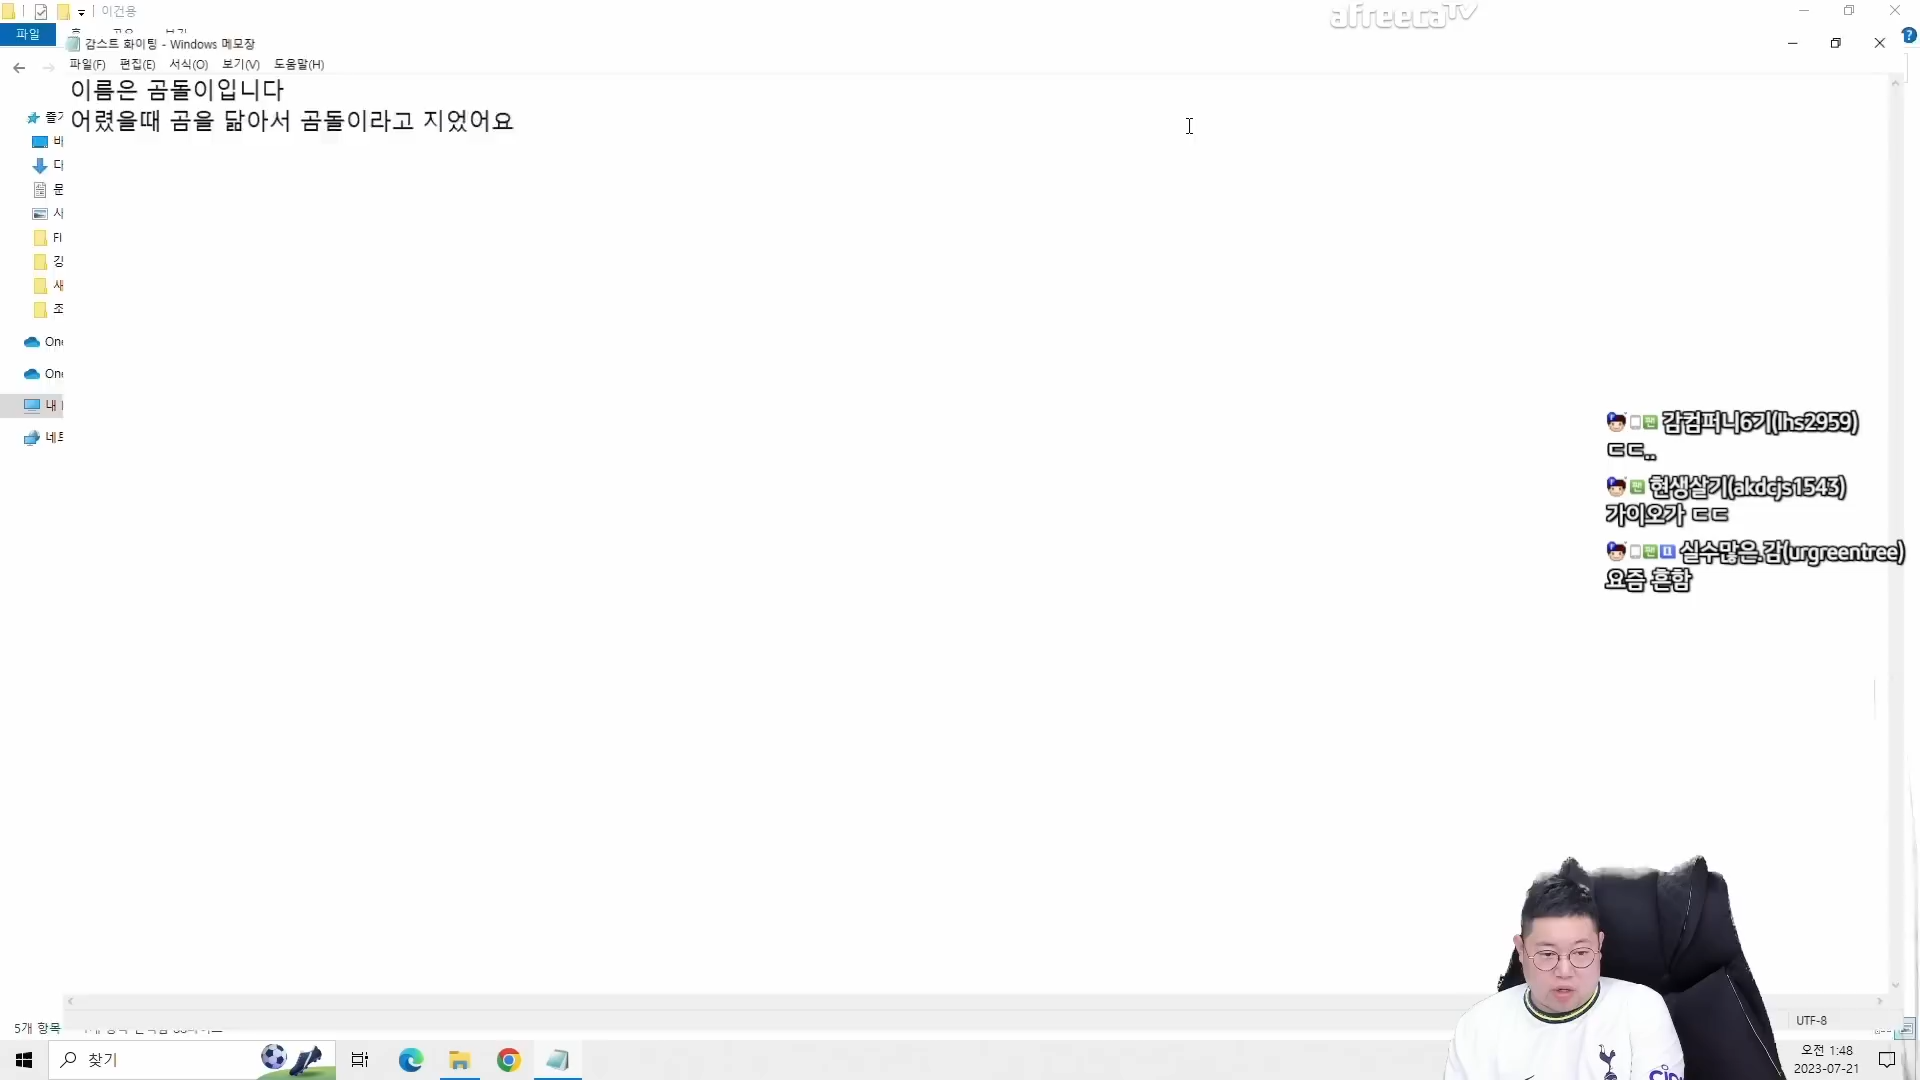 이건용
afreecaTV
파일
감스트 화이팅 - Windows 메모장
파일(F) 편집(E) 서식(O) 보기(V) 도움말(H)
이름은 곰돌이입니다
어렸을때 곰을 닮아서 곰돌이라고 지었어요
감컴퍼니6기(lhs2959)
ㄷㄷ..
현생살기(akdcjs1543)
가이오가 ㄷㄷ
실수많은.감(urgreentree)
요즘 흔함
5개 항목
UTF-8
찾기
오전 1:48
2023-07-21